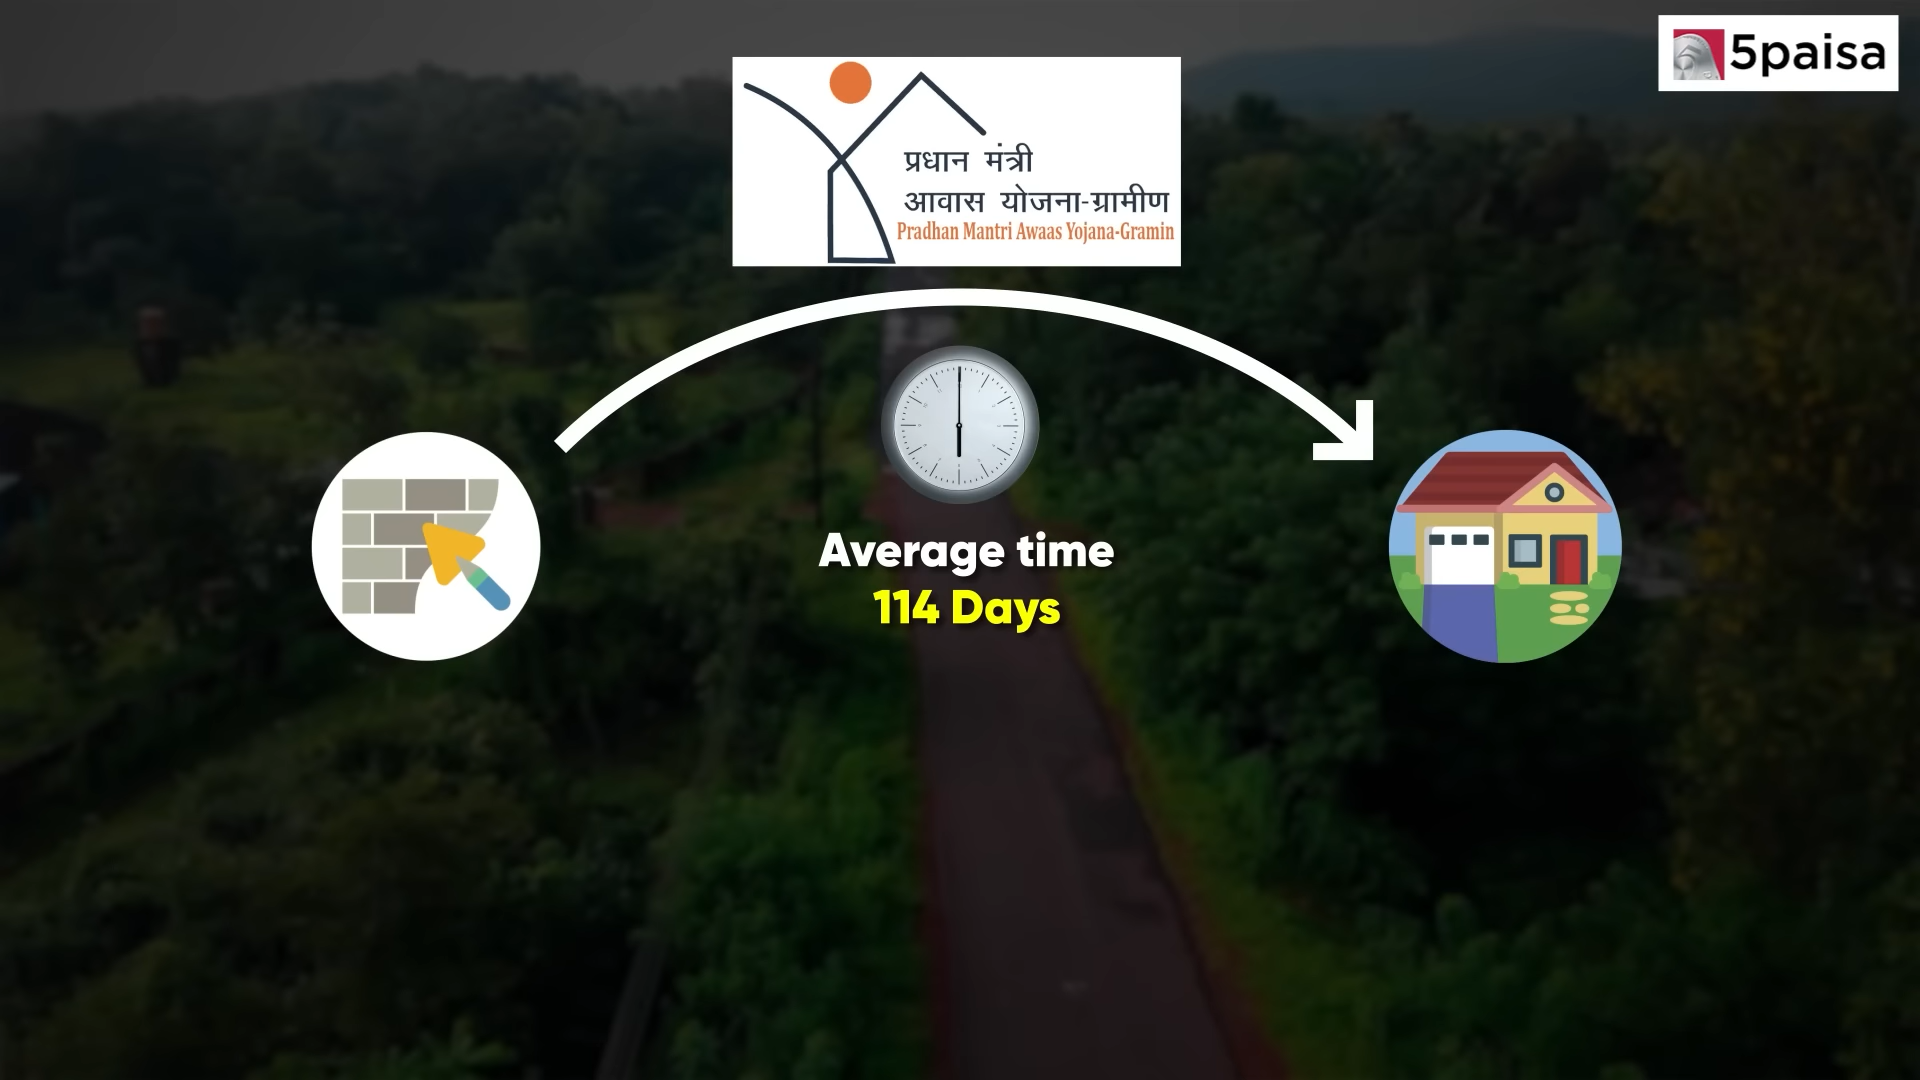 5paisa
प्रधान मंत्री
आवास योजना-ग्रामीण
Pradhan Mantri Awaas Yojana-Gramin
Average time
114 Days